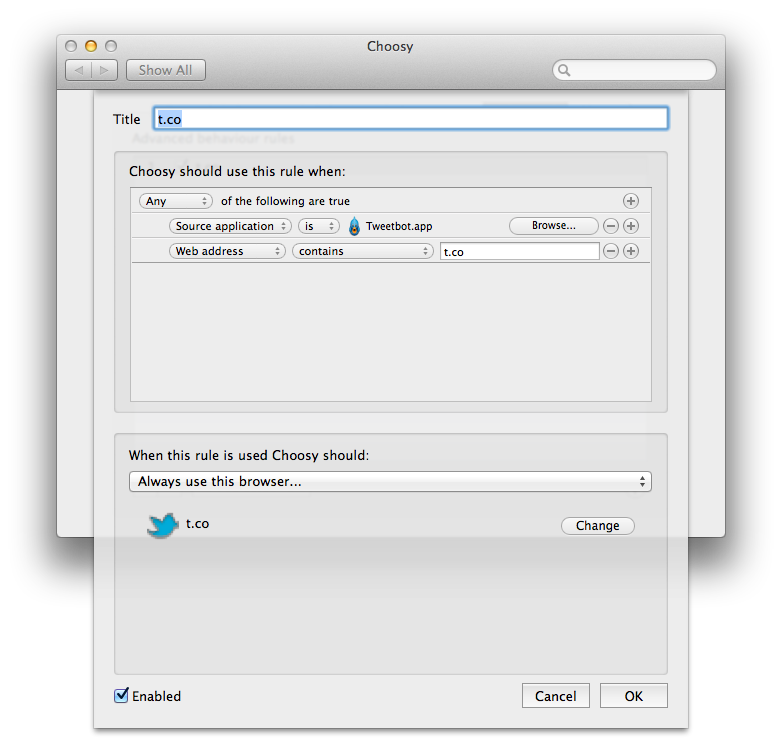 Choosy
Show All
Title t.co
Advanced behaviour rules
Choosy should use this rule when:
Any of the following are true
Source application is Tweetbot.app Browse...
Web address contains t.co
When this rule is used Choosy should:
Always use this browser...
t.co Change
Enabled Cancel OK